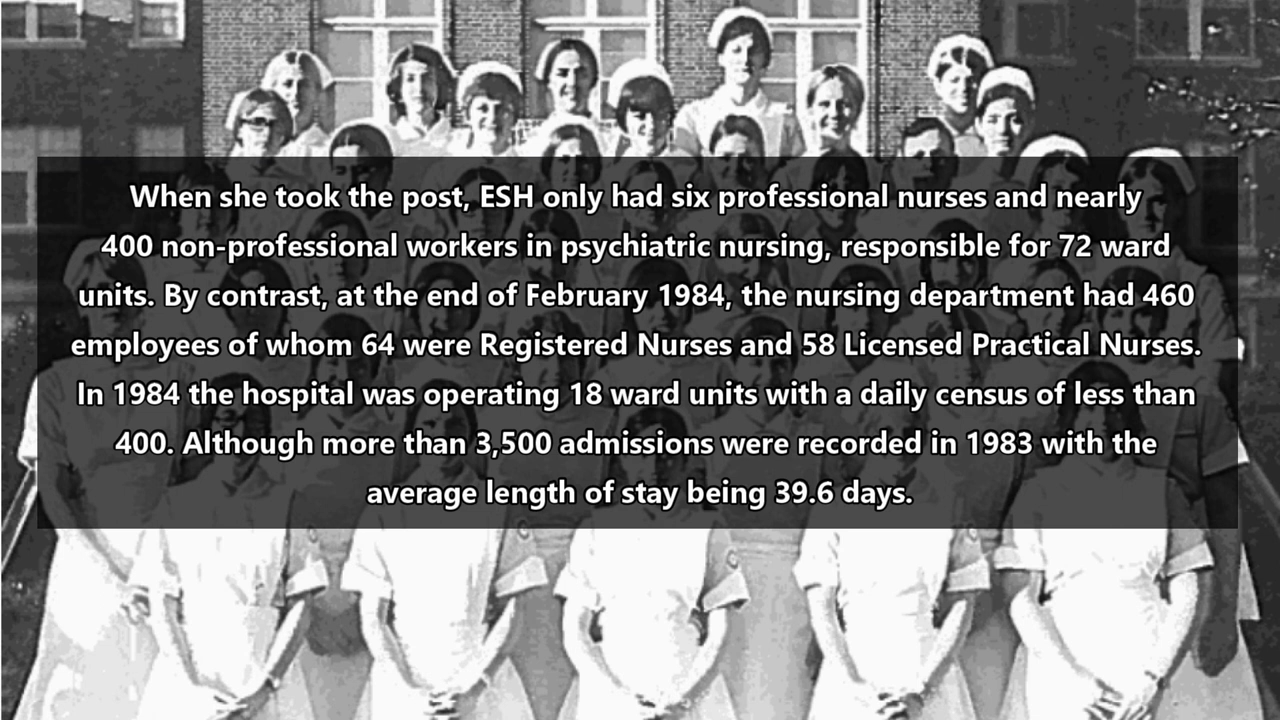 When she took the post, ESH only had six professional nurses and nearly
400 non-professional workers in psychiatric nursing, responsible for 72 ward
units. By contrast, at the end of February 1984, the nursing department had 460
employees of whom 64 were Registered Nurses and 58 Licensed Practical Nurses.
In 1984 the hospital was operating 18 ward units with a daily census of less than
400. Although more than 3,500 admissions were recorded in 1983 with the
average length of stay being 39.6 days.